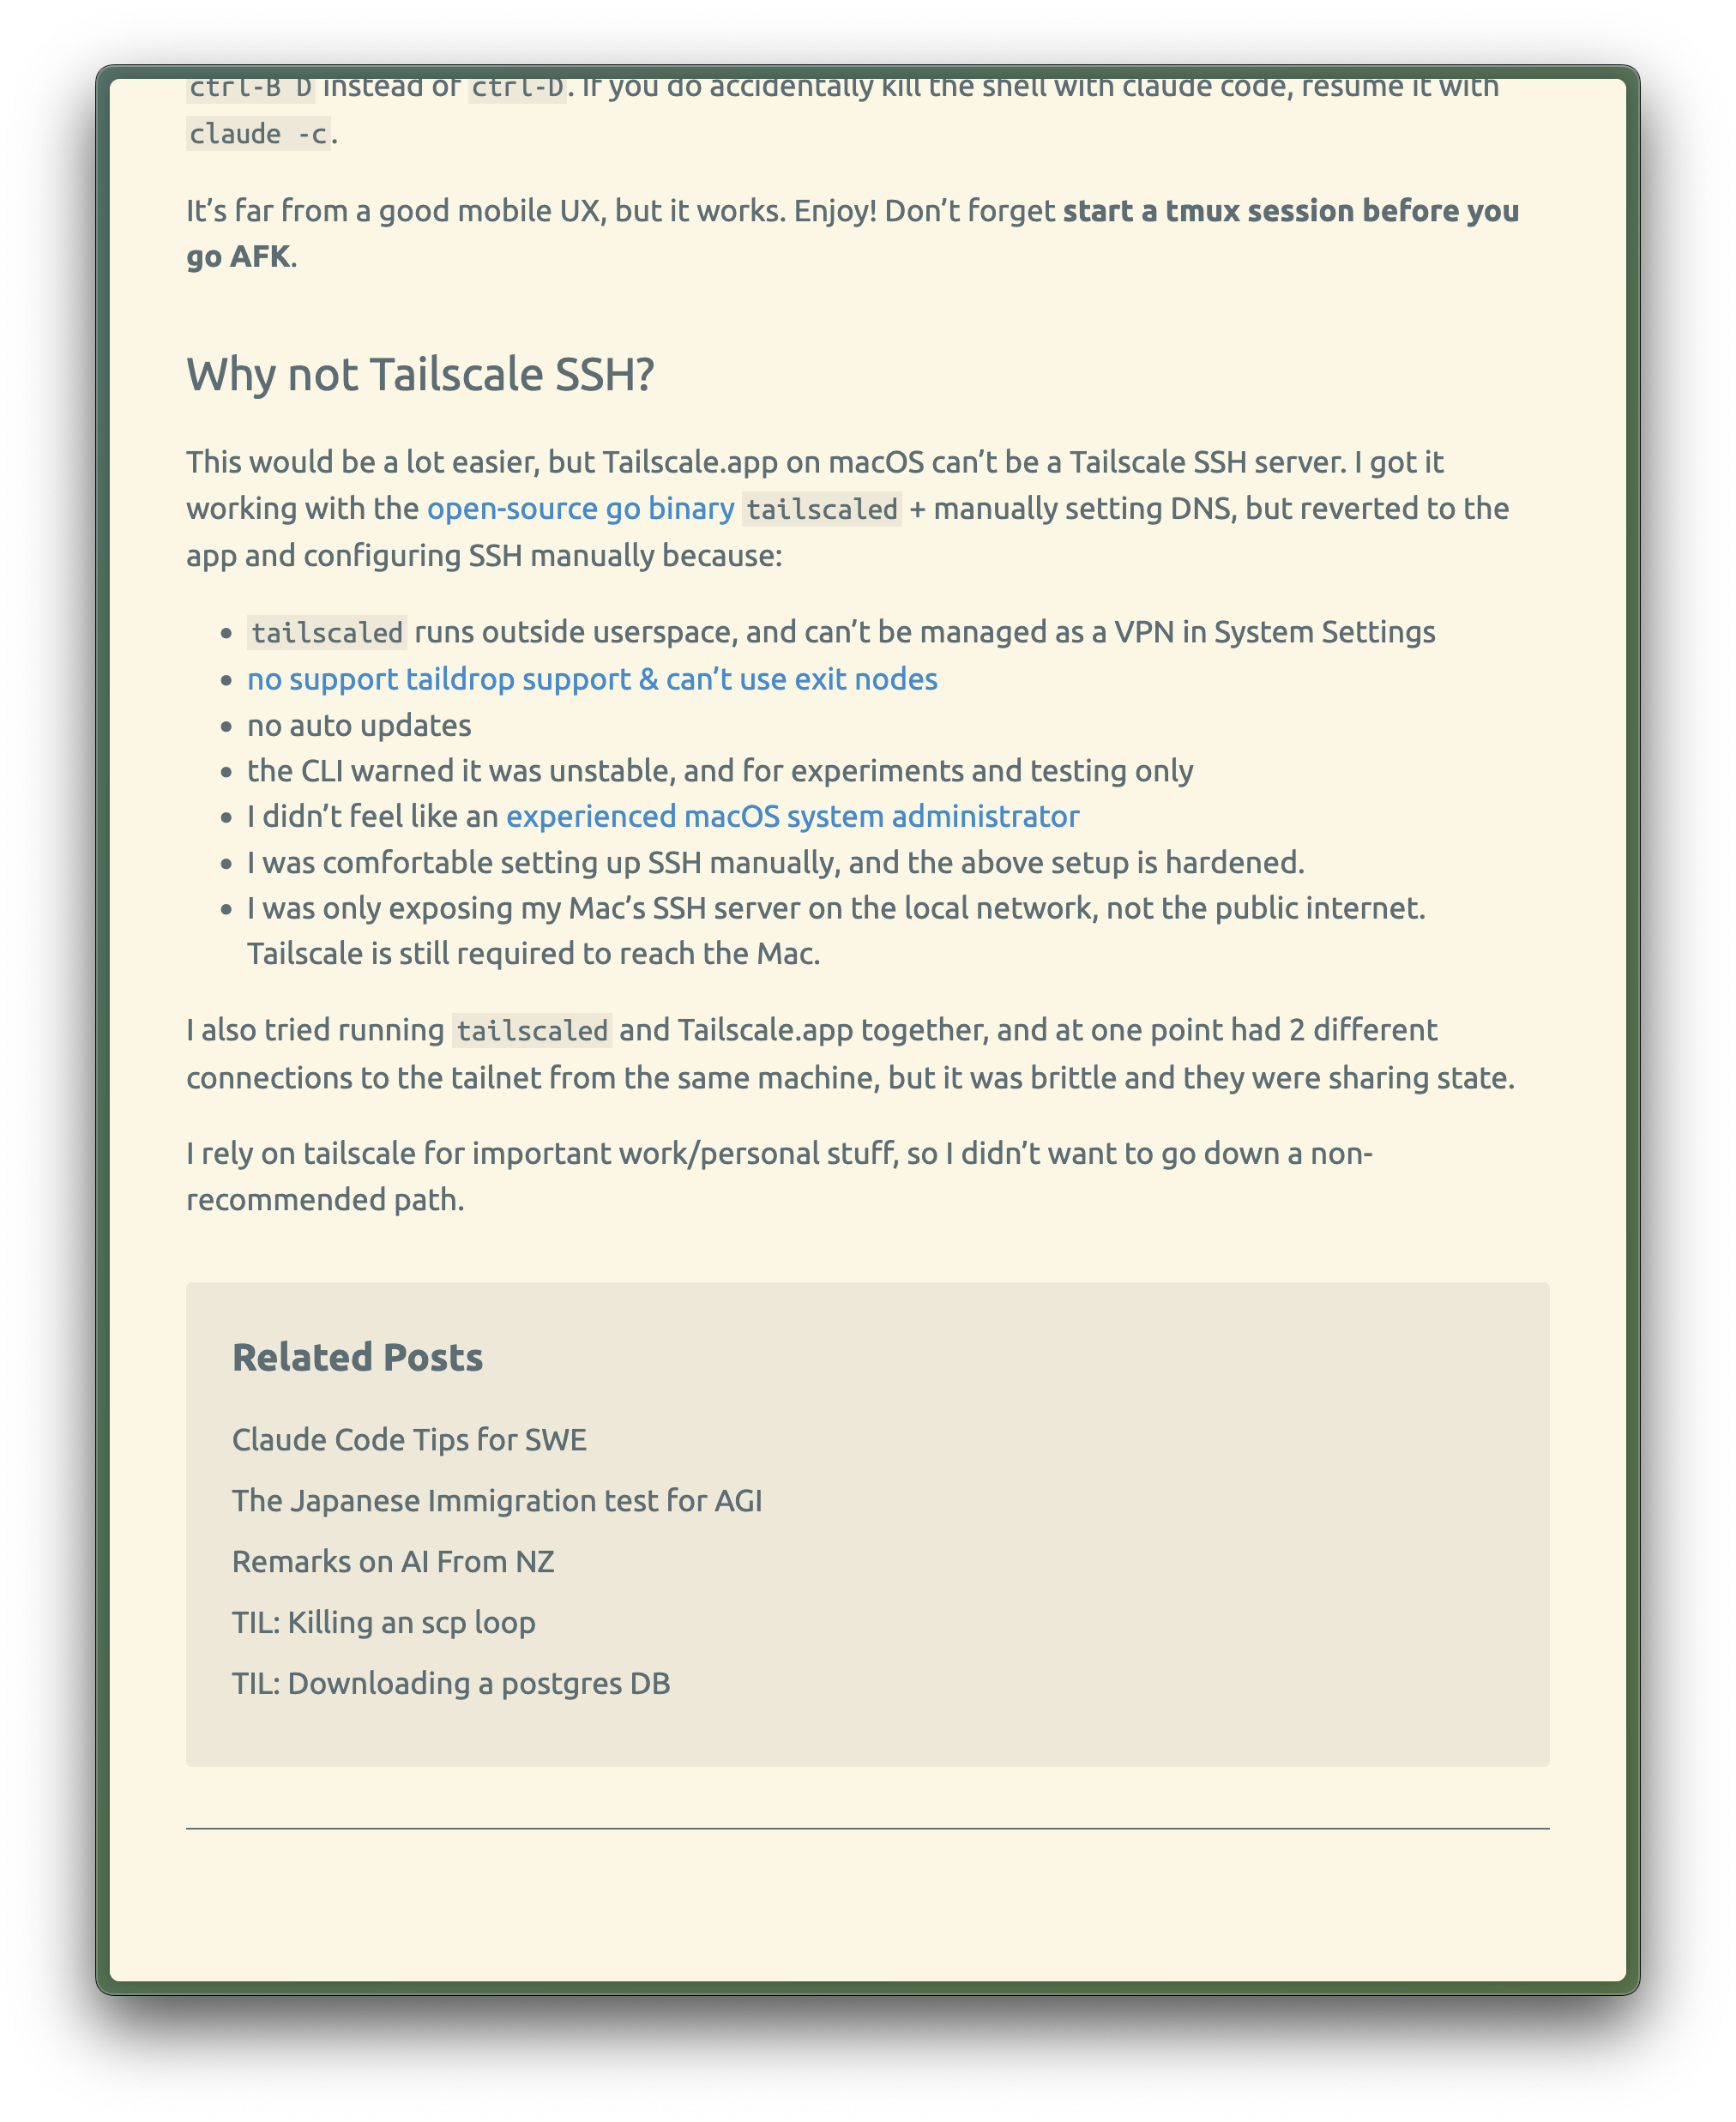 ctrl-B D instead of ctrl-D. If you do accidentally kill the shell with claude code, resume it with
claude -c.
It’s far from a good mobile UX, but it works. Enjoy! Don’t forget start a tmux session before you
go AFK.
Why not Tailscale SSH?
This would be a lot easier, but Tailscale.app on macOS can’t be a Tailscale SSH server. I got it
working with the open-source go binary tailscaled + manually setting DNS, but reverted to the
app and configuring SSH manually because:
• tailscaled runs outside userspace, and can’t be managed as a VPN in System Settings
• no support taildrop support & can’t use exit nodes
• no auto updates
• the CLI warned it was unstable, and for experiments and testing only
• I didn’t feel like an experienced macOS system administrator
• I was comfortable setting up SSH manually, and the above setup is hardened.
• I was only exposing my Mac’s SSH server on the local network, not the public internet.
Tailscale is still required to reach the Mac.
I also tried running tailscaled and Tailscale.app together, and at one point had 2 different
connections to the tailnet from the same machine, but it was brittle and they were sharing state.
I rely on tailscale for important work/personal stuff, so I didn’t want to go down a non-
recommended path.
Related Posts
Claude Code Tips for SWE
The Japanese Immigration test for AGI
Remarks on AI From NZ
TIL: Killing an scp loop
TIL: Downloading a postgres DB